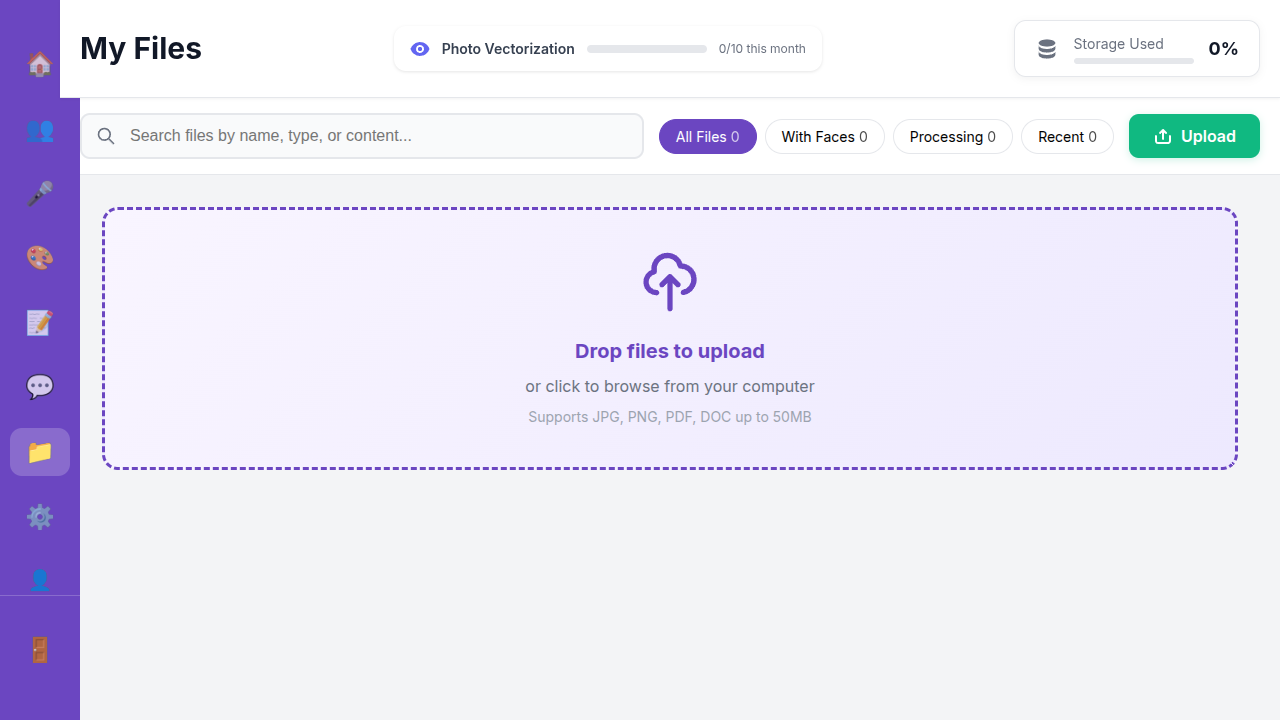 My Files
Photo Vectorization
0/10 this month
Storage Used
0%
Search files by name, type, or content...
All Files 0
With Faces 0
Processing 0
Recent 0
Upload
Drop files to upload
or click to browse from your computer
Supports JPG, PNG, PDF, DOC up to 50MB